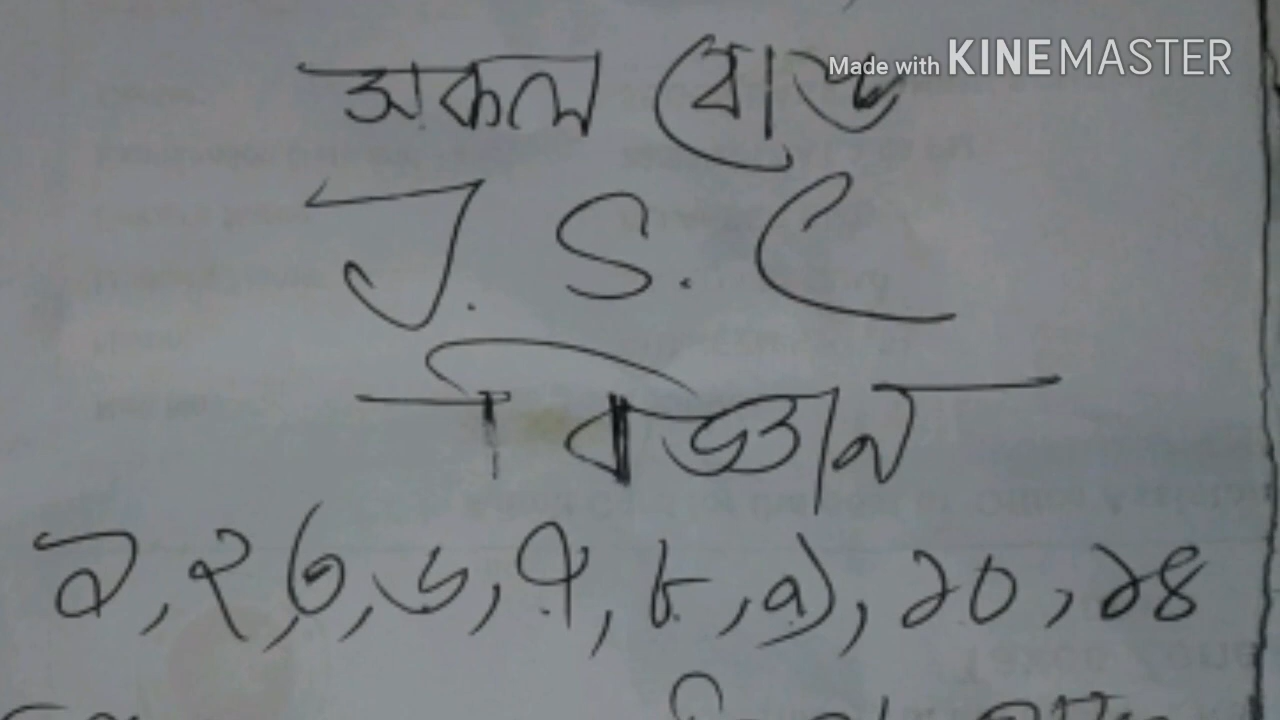 Made with KINEMASTER
সকল বোর্ড
J.S.C
বিজ্ঞান
১, ২, ৩, ৬, ৭, ৮, ৯, ১০, ১৪